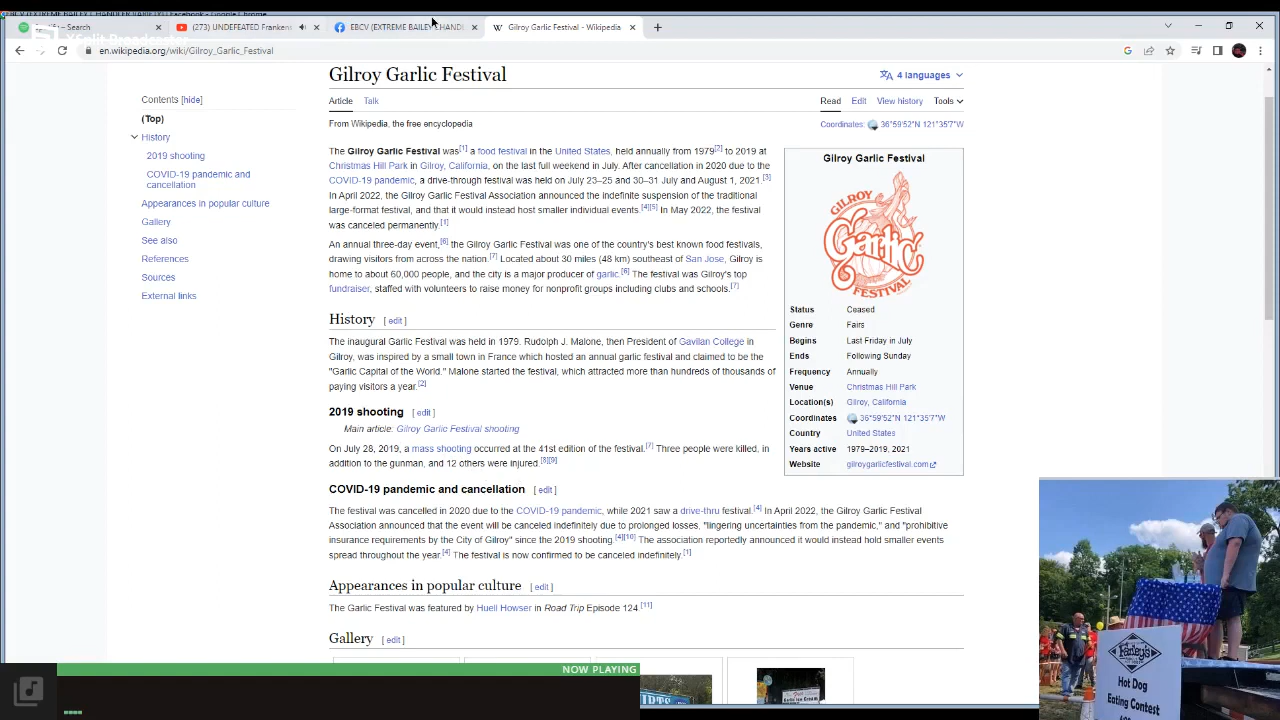 Search
(273) UNDEFEATED Franken
EBCV (EXTREME BAILEY CHANDL
Gilroy Garlic Festival - Wikipedia
XSplit Broadcaster
en.wikipedia.org/wiki/Gilroy_Garlic_Festival
Gilroy Garlic Festival
4 languages
Contents [hide]
(Top)
History
2019 shooting
COVID-19 pandemic and
cancellation
Appearances in popular culture
Gallery
See also
References
Sources
External links
Article Talk
Read Edit View history Tools
From Wikipedia, the free encyclopedia
Coordinates: 36°59′52″N 121°35′7″W
The Gilroy Garlic Festival was[1] a food festival in the United States, held annually from 1979[2] to 2019 at
Christmas Hill Park in Gilroy, California, on the last full weekend in July. After cancellation in 2020 due to the
COVID-19 pandemic, a drive-through festival was held on July 23–25 and 30–31 July and August 1, 2021.[3]
In April 2022, the Gilroy Garlic Festival Association announced the indefinite suspension of the traditional
large-format festival, and that it would instead host smaller individual events.[4][5] In May 2022, the festival
was canceled permanently.[1]
An annual three-day event,[6] the Gilroy Garlic Festival was one of the country's best known food festivals,
drawing visitors from across the nation.[7] Located about 30 miles (48 km) southeast of San Jose, Gilroy is
home to about 60,000 people, and the city is a major producer of garlic.[6] The festival was Gilroy's top
fundraiser, staffed with volunteers to raise money for nonprofit groups including clubs and schools.[7]
History [ edit ]
The inaugural Garlic Festival was held in 1979. Rudolph J. Malone, then President of Gavilan College in
Gilroy, was inspired by a small town in France which hosted an annual garlic festival and claimed to be the
"Garlic Capital of the World." Malone started the festival, which attracted more than hundreds of thousands of
paying visitors a year.[2]
2019 shooting [ edit ]
Main article: Gilroy Garlic Festival shooting
On July 28, 2019, a mass shooting occurred at the 41st edition of the festival.[7] Three people were killed, in
addition to the gunman, and 12 others were injured.[8][9]
COVID-19 pandemic and cancellation [ edit ]
The festival was cancelled in 2020 due to the COVID-19 pandemic, while 2021 saw a drive-thru festival.[4] In April 2022, the Gilroy Garlic Festival
Association announced that the event will be canceled indefinitely due to prolonged losses, "lingering uncertainties from the pandemic," and "prohibitive
insurance requirements by the City of Gilroy" since the 2019 shooting.[4][10] The association reportedly announced it would instead hold smaller events
spread throughout the year.[4] The festival is now confirmed to be canceled indefinitely.[1]
Appearances in popular culture [ edit ]
The Garlic Festival was featured by Huell Howser in Road Trip Episode 124.[11]
Gallery [ edit ]
Gilroy Garlic Festival
GILROY
Garlic
FESTIVAL
Status Ceased
Genre Fairs
Begins Last Friday in July
Ends Following Sunday
Frequency Annually
Venue Christmas Hill Park
Location(s) Gilroy, California
Coordinates 36°59′52″N 121°35′7″W
Country United States
Years active 1979–2019, 2021
Website gilroygarlicfestival.com
NOW PLAYING
Farley's
Hot Dog
Eating Contest